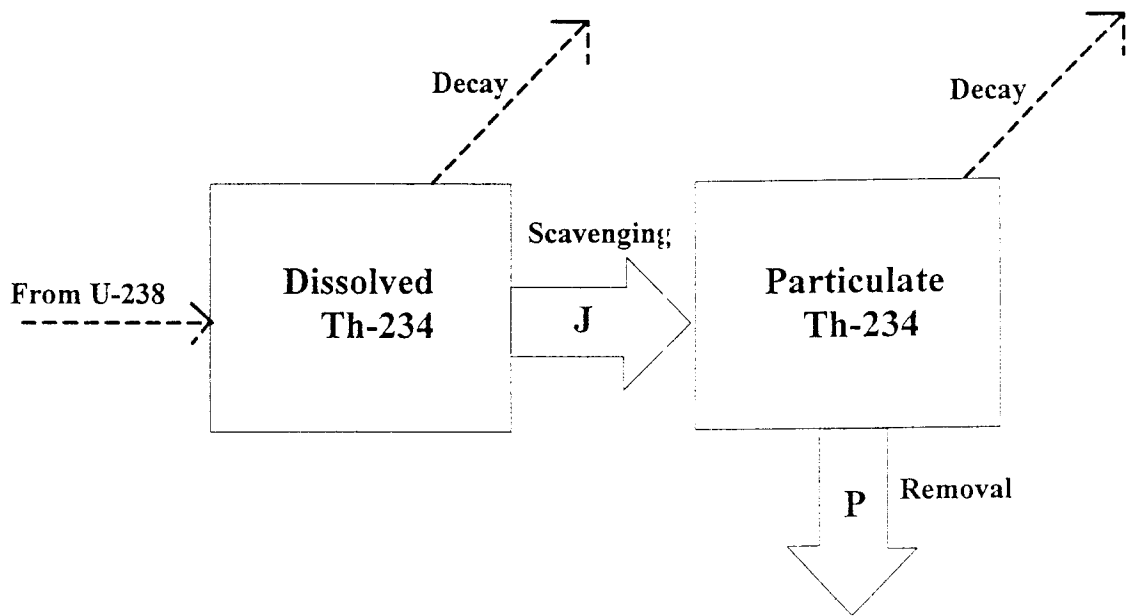 Decay
Decay
Scavenging
From U-238
Dissolved
Th-234
J
Particulate
Th-234
P
Removal